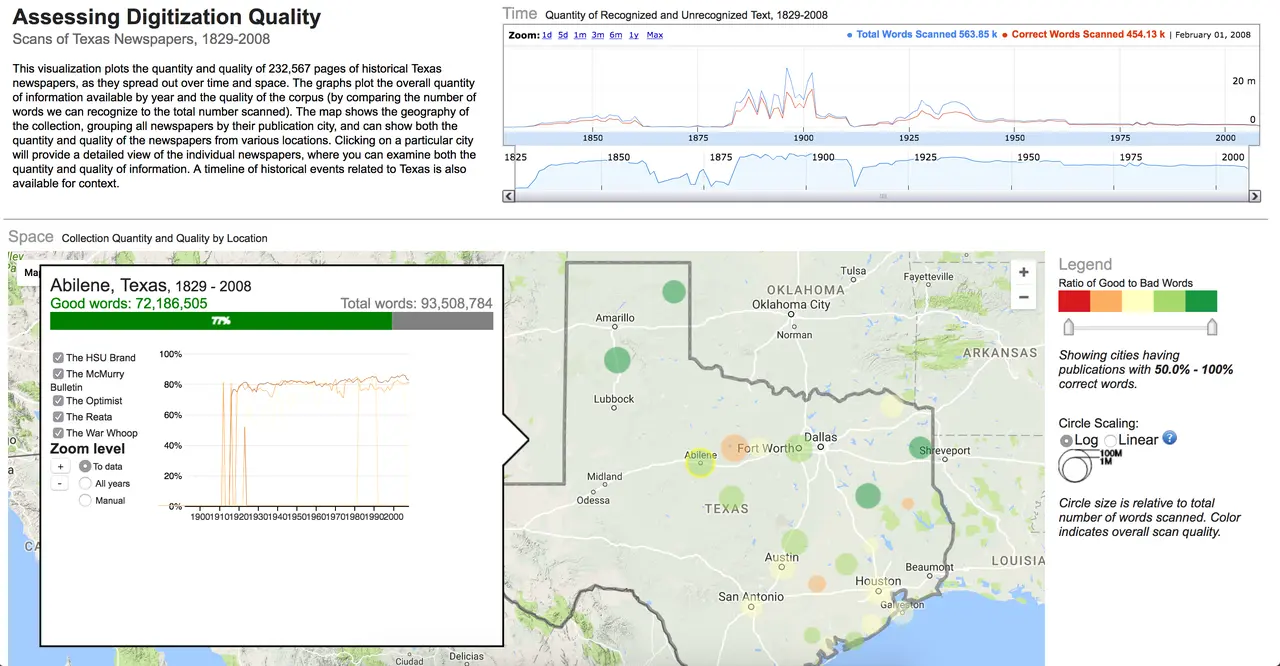 Assessing Digitization Quality
Scans of Texas Newspapers, 1829-2008
This visualization plots the quantity and quality of 232,567 pages of historical Texas
newspapers, as they spread out over time and space. The graphs plot the overall quantity
of information available by year and the quality of the corpus (by comparing the number of
words we can recognize to the total number scanned). The map shows the geography of
the collection, grouping all newspapers by their publication city, and can show both the
quantity and quality of the newspapers from various locations. Clicking on a particular city
will provide a detailed view of the individual newspapers, where you can examine both the
quantity and quality of information. A timeline of historical events related to Texas is also
available for context.
Time Quantity of Recognized and Unrecognized Text, 1829-2008
Zoom: 1d 5d 1m 3m 6m 1y Max
Total Words Scanned 563.85 k Correct Words Scanned 454.13 k | February 01, 2008
20 m
0
1850 1875 1900 1925 1950 1975 2000
1825 1850 1875 1900 1925 1950 1975 2000
Space Collection Quantity and Quality by Location
Map
Abilene, Texas, 1829 - 2008
Good words: 72,186,505 Total words: 93,508,784
77%
The HSU Brand
The McMurry
Bulletin
The Optimist
The Reata
The War Whoop
Zoom level
+ To data
- All years
Manual
100%
80%
60%
40%
20%
0%
1900 1910 1920 1930 1940 1950 1960 1970 1980 1990 2000
Tulsa
Fayetteville
OKLAHOMA
Oklahoma City
Norman
Amarillo
ARKANSAS
Lubbock
Dallas
Fort Worth
Abilene
Shreveport
Midland
Odessa
TEXAS
Austin
Beaumont
LOUISIA
Houston
San Antonio
Galveston
Ciudad
Delicias
CA
+
−
Legend
Ratio of Good to Bad Words
Showing cities having
publications with 50.0% - 100%
correct words.
Circle Scaling:
Log Linear ?
100M
1M
Circle size is relative to total
number of words scanned. Color
indicates overall scan quality.